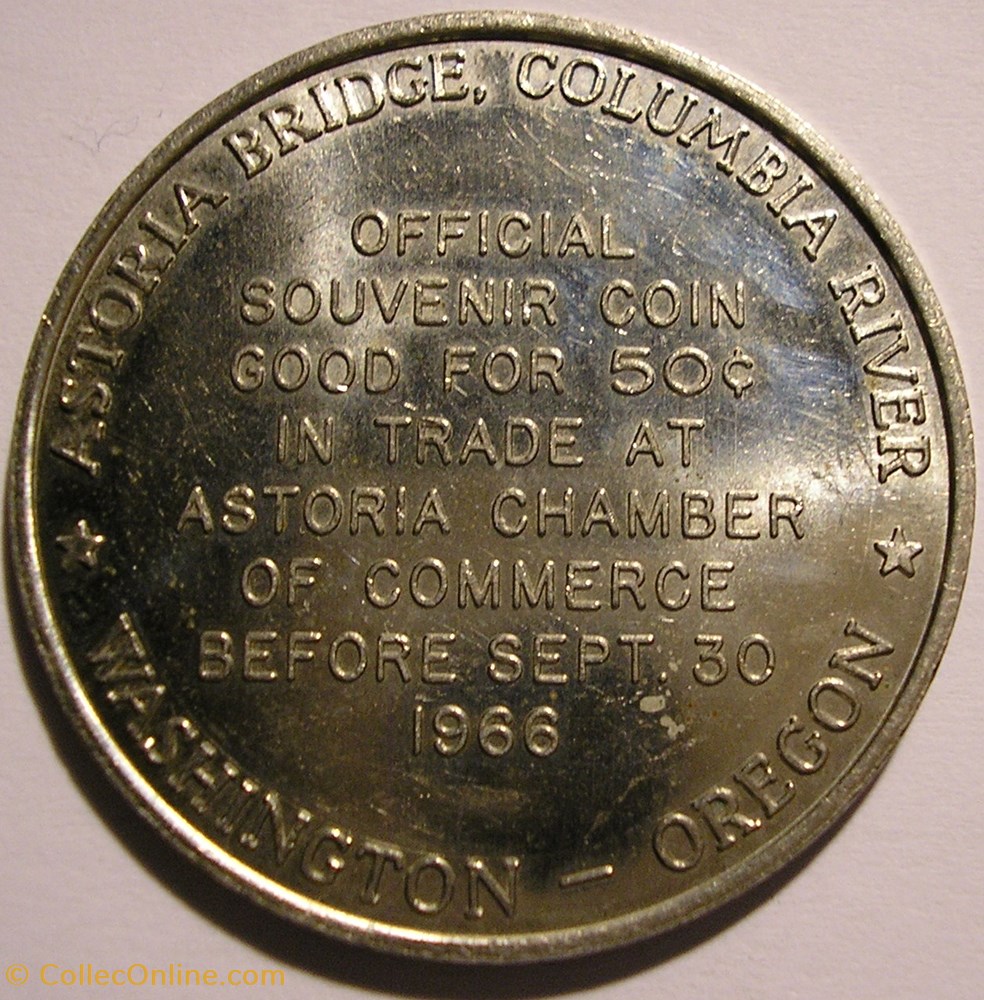 ASTORIA BRIDGE, COLUMBIA RIVER
OFFICIAL
SOUVENIR COIN
GOOD FOR 50¢
IN TRADE AT
ASTORIA CHAMBER
OF COMMERCE
BEFORE SEPT. 30
1966
★ WASHINGTON — OREGON ★
© CollecOnline.com